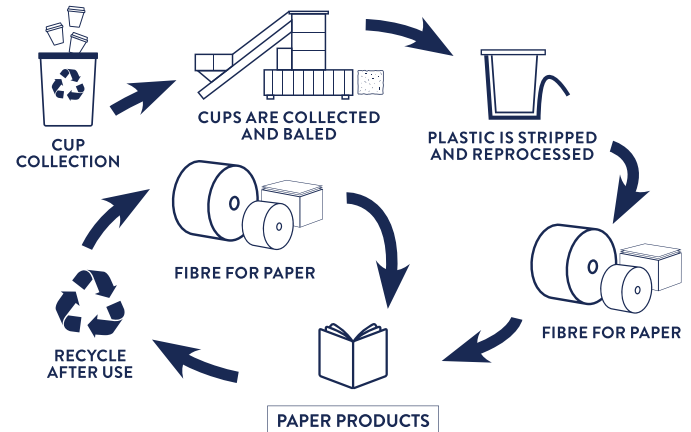 CUP
COLLECTION
CUPS ARE COLLECTED
AND BALED
PLASTIC IS STRIPPED
AND REPROCESSED
FIBRE FOR PAPER
FIBRE FOR PAPER
RECYCLE
AFTER USE
PAPER PRODUCTS